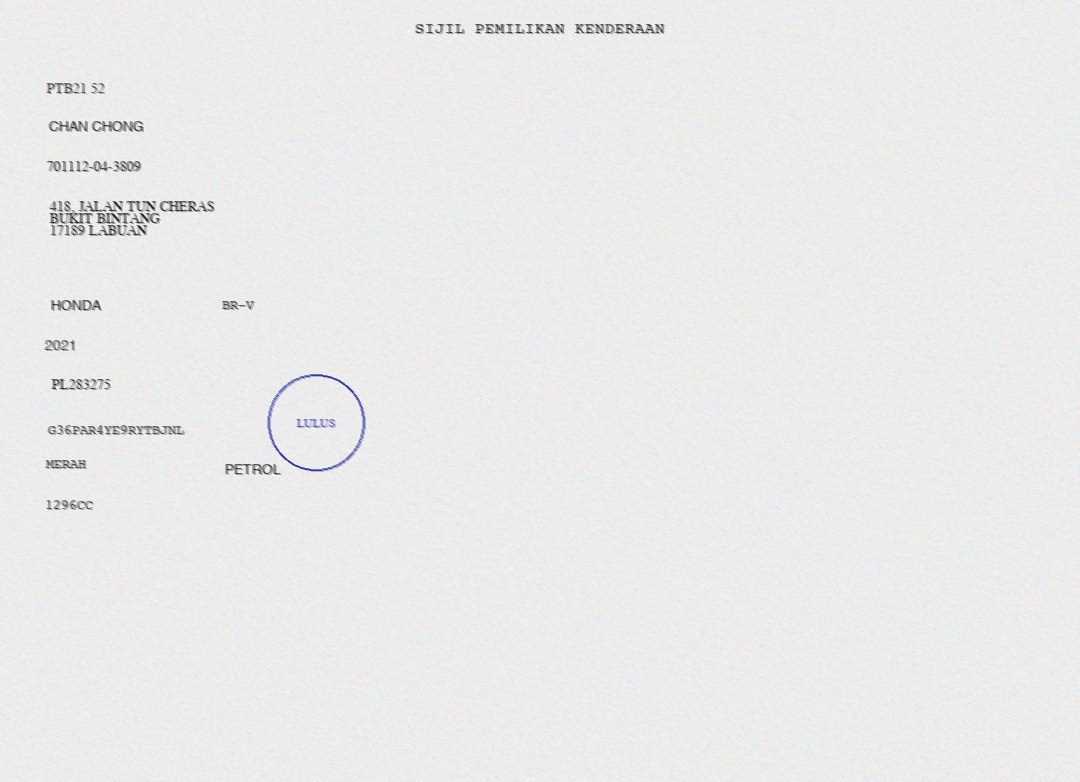 SIJIL PEMILIKAN KENDERAAN
PTB21 52
CHAN CHONG
701112-04-3809
418, JALAN TUN CHERAS
BUKIT BINTANG
17189 LABUAN
HONDA BR-V
2021
PL283275
LULUS
G36PAR4YE9RYTBJNL
MERAH PETROL
1296CC